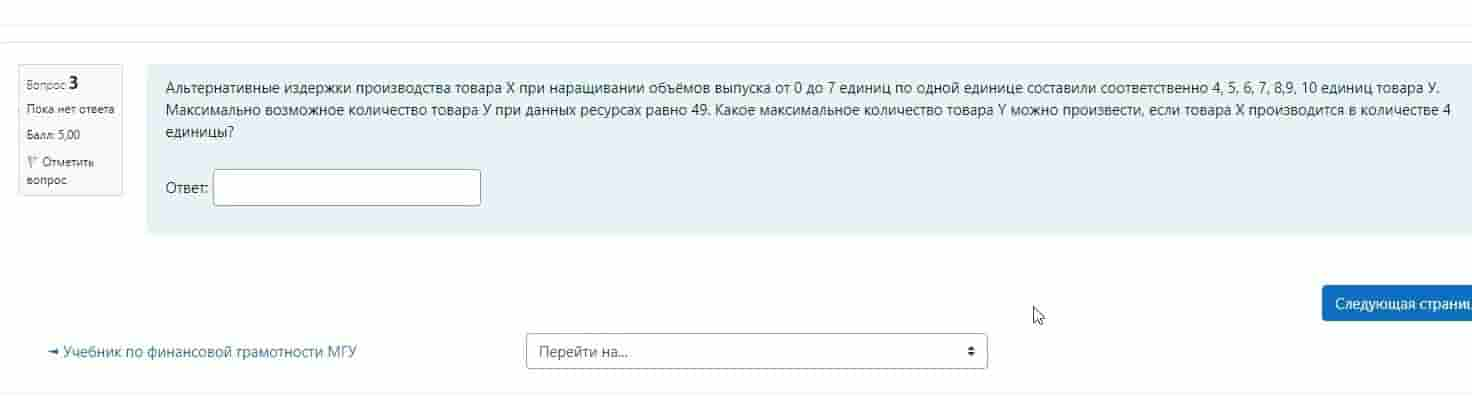 Вопрос 3
Пока нет ответа
Балл: 5,00
Отметить
вопрос
Альтернативные издержки производства товара X при наращивании объёмов выпуска от 0 до 7 единиц по одной единице составили соответственно 4, 5, 6, 7, 8,9, 10 единиц товара У.
Максимально возможное количество товара У при данных ресурсах равно 49. Какое максимальное количество товара Y можно произвести, если товара X производится в количестве 4
единицы?
Ответ:
Следующая страниц
◄ Учебник по финансовой грамотности МГУ
Перейти на...